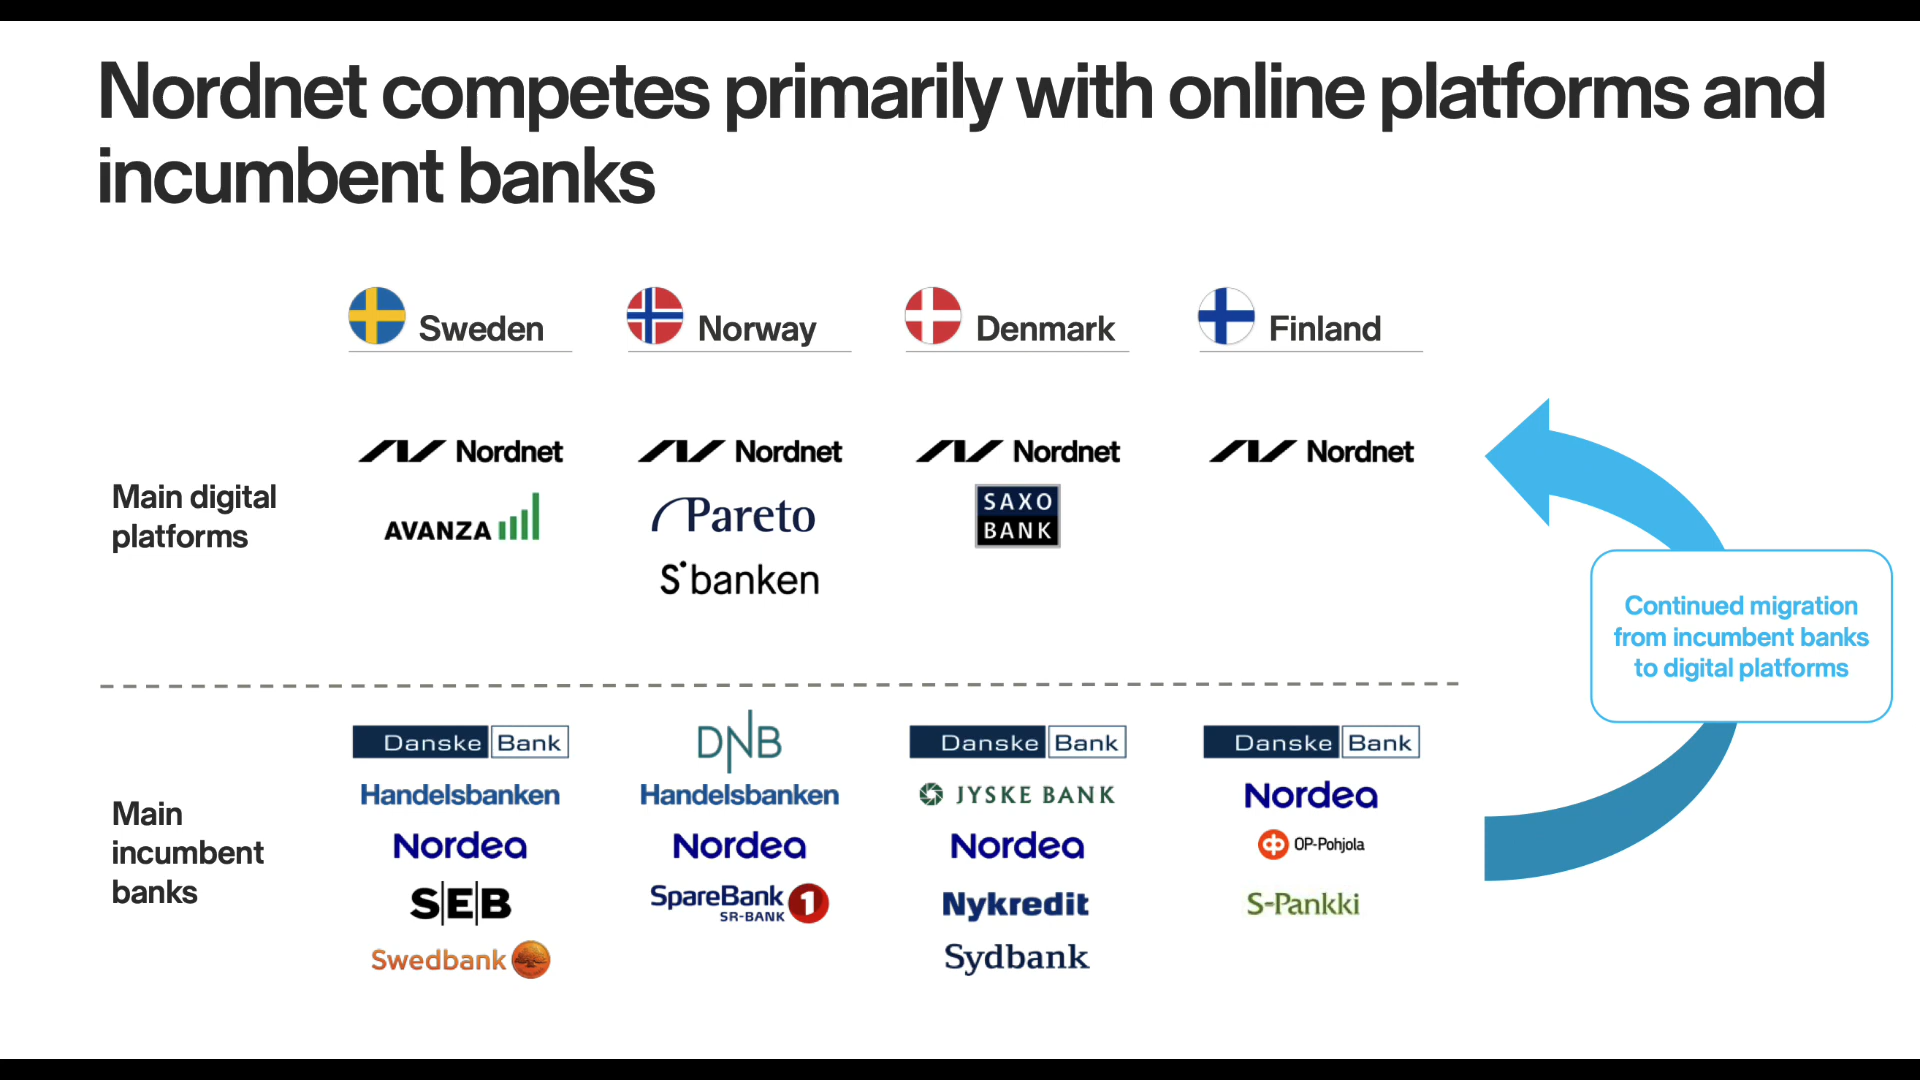 Nordnet competes primarily with online platforms and
incumbent banks
Sweden
Norway
Denmark
Finland
Main digital
platforms
Nordnet
AVANZA
Nordnet
Pareto
S'banken
Nordnet
SAXO
BANK
Nordnet
Continued migration
from incumbent banks
to digital platforms
Main
incumbent
banks
Danske Bank
Handelsbanken
Nordea
SEB
Swedbank
DNB
Handelsbanken
Nordea
SpareBank 1
SR-BANK
Danske Bank
JYSKE BANK
Nordea
Nykredit
Sydbank
Danske Bank
Nordea
OP-Pohjola
S-Pankki